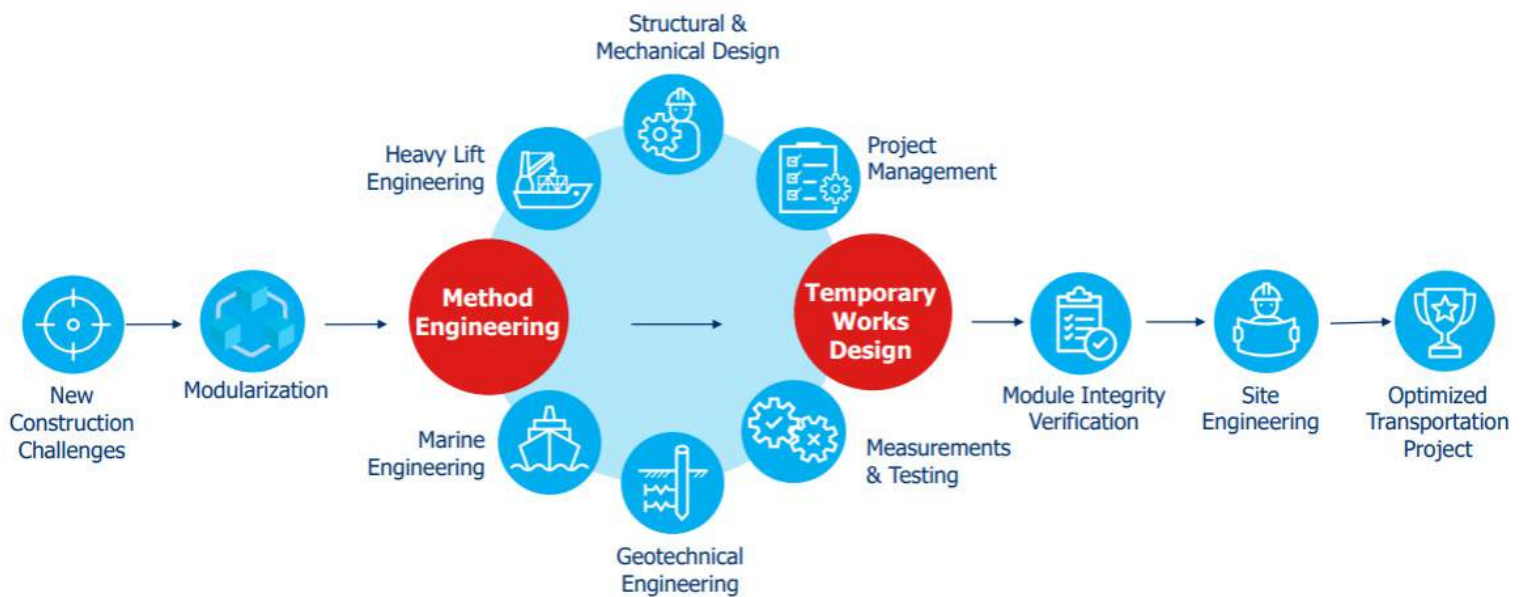 Structural &
Mechanical Design
Heavy Lift
Engineering
Project
Management
Method
Engineering
Temporary
Works
Design
New
Construction
Challenges
Modularization
Module Integrity
Verification
Site
Engineering
Optimized
Transportation
Project
Marine
Engineering
Measurements
& Testing
Geotechnical
Engineering